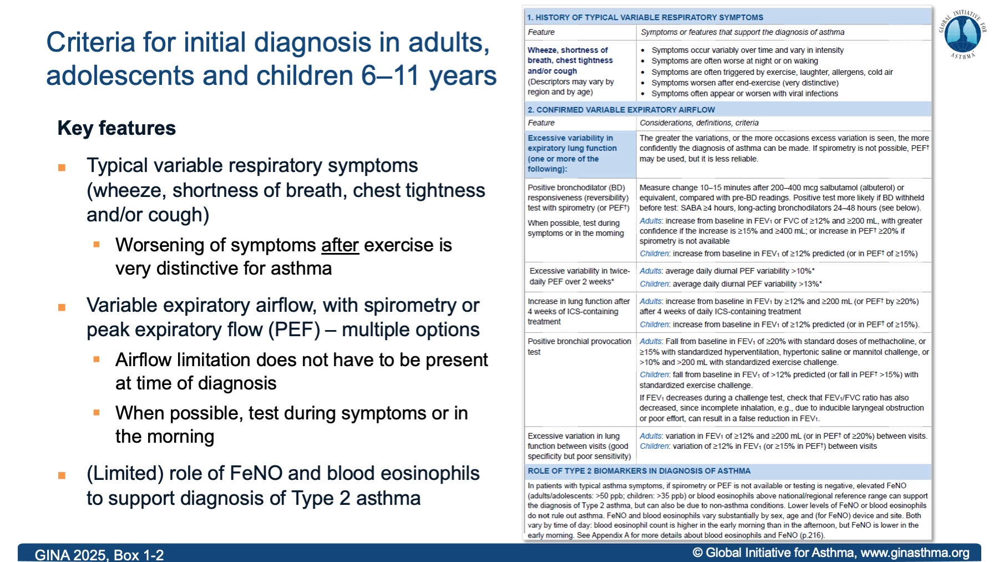 Criteria for initial diagnosis in adults,
adolescents and children 6–11 years
Key features
Typical variable respiratory symptoms
(wheeze, shortness of breath, chest tightness
and/or cough)
Worsening of symptoms after exercise is
very distinctive for asthma
Variable expiratory airflow, with spirometry or
peak expiratory flow (PEF) – multiple options
Airflow limitation does not have to be present
at time of diagnosis
When possible, test during symptoms or in
the morning
(Limited) role of FeNO and blood eosinophils
to support diagnosis of Type 2 asthma
1. HISTORY OF TYPICAL VARIABLE RESPIRATORY SYMPTOMS
Feature
Symptoms or features that support the diagnosis of asthma
Wheeze, shortness of
breath, chest tightness
and/or cough
(Descriptors may vary by
region and by age)
• Symptoms occur variably over time and vary in intensity
• Symptoms are often worse at night or on waking
• Symptoms are often triggered by exercise, laughter, allergens, cold air
• Symptoms worsen after end-exercise (very distinctive)
• Symptoms often appear or worsen with viral infections
2. CONFIRMED VARIABLE EXPIRATORY AIRFLOW
Feature
Considerations, definitions, criteria
Excessive variability in
expiratory lung function
(one or more of the
following):
The greater the variations, or the more occasions excess variation is seen, the more
confidently the diagnosis of asthma can be made. If spirometry is not possible, PEF†
may be used, but it is less reliable.
Positive bronchodilator (BD)
responsiveness (reversibility)
test with spirometry (or PEF†)
When possible, test during
symptoms or in the morning
Measure change 10–15 minutes after 200–400 mcg salbutamol (albuterol) or
equivalent, compared with pre-BD readings. Positive test more likely if BD withheld
before test: SABA ≥4 hours, long-acting bronchodilators 24–48 hours (see below).
Adults: increase from baseline in FEV₁ or FVC of ≥12% and ≥200 mL, with greater
confidence if the increase is ≥15% and ≥400 mL; or increase in PEF† ≥20% if
spirometry is not available
Children: increase from baseline in FEV₁ of ≥12% predicted (or in PEF† of ≥15%)
Excessive variability in twice-
daily PEF over 2 weeks*
Adults: average daily diurnal PEF variability >10%*
Children: average daily diurnal PEF variability >13%*
Increase in lung function after
4 weeks of ICS-containing
treatment
Adults: increase from baseline in FEV₁ by ≥12% and ≥200 mL (or PEF† by ≥20%)
after 4 weeks of daily ICS-containing treatment
Children: increase from baseline in FEV₁ of ≥12% predicted (or in PEF† of ≥15%).
Positive bronchial provocation
test
Adults: Fall from baseline in FEV₁ of ≥20% with standard doses of methacholine, or
≥15% with standardized hyperventilation, hypertonic saline or mannitol challenge, or
>10% and >200 mL with standardized exercise challenge.
Children: fall from baseline in FEV₁ of >12% predicted (or fall in PEF† >15%) with
standardized exercise challenge.
If FEV₁ decreases during a challenge test, check that FEV₁/FVC ratio has also
decreased, since incomplete inhalation, e.g., due to inducible laryngeal obstruction
or poor effort, can result in a false reduction in FEV₁.
Excessive variation in lung
function between visits (good
specificity but poor sensitivity)
Adults: variation in FEV₁ of ≥12% and ≥200 mL (or in PEF† of ≥20%) between visits.
Children: variation of ≥12% in FEV₁ (or ≥15% in PEF†) between visits
ROLE OF TYPE 2 BIOMARKERS IN DIAGNOSIS OF ASTHMA
In patients with typical asthma symptoms, if spirometry or PEF is not available or testing is negative, elevated FeNO
(adults/adolescents: >50 ppb; children: >35 ppb) or blood eosinophils above national/regional reference range can support
the diagnosis of Type 2 asthma, but can also be due to non-asthma conditions. Lower levels of FeNO or blood eosinophils
do not rule out asthma. FeNO and blood eosinophils vary substantially by sex, age and (for FeNO) device and site. Both
vary by time of day: blood eosinophil count is higher in the early morning than in the afternoon, but FeNO is lower in the
early morning. See Appendix A for more details about blood eosinophils and FeNO (p.216).
GLOBAL INITIATIVE FOR
ASTHMA
GINA 2025, Box 1-2
© Global Initiative for Asthma, www.ginasthma.org